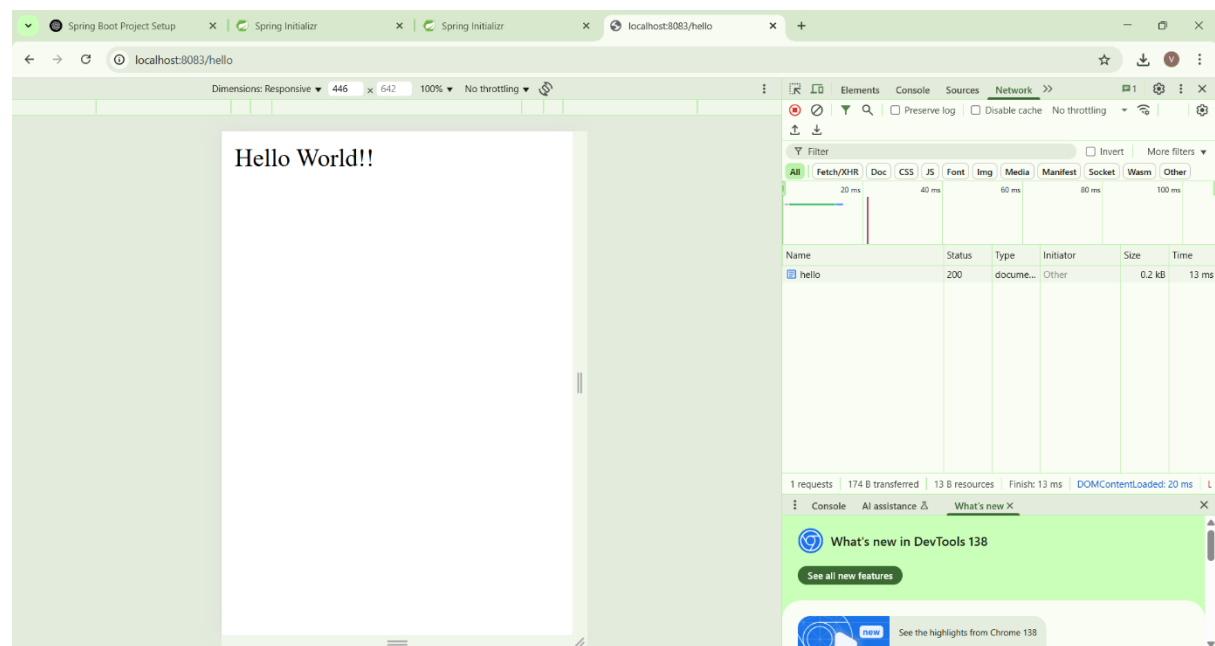 Spring Boot Project Setup
Spring Initializr
Spring Initializr
localhost:8083/hello
localhost:8083/hello
V
Dimensions: Responsive 446 x 642 100% No throttling
Elements Console Sources Network 1
Preserve log Disable cache No throttling
Filter Invert More filters
All Fetch/XHR Doc CSS JS Font Img Media Manifest Socket Wasm Other
20 ms 40 ms 60 ms 80 ms 100 ms
Hello World!!
Name Status Type Initiator Size Time
hello 200 docume... Other 0.2 kB 13 ms
1 requests 174 B transferred 13 B resources Finish: 13 ms DOMContentLoaded: 20 ms L
Console AI assistance What's new
What's new in DevTools 138
See all new features
new See the highlights from Chrome 138